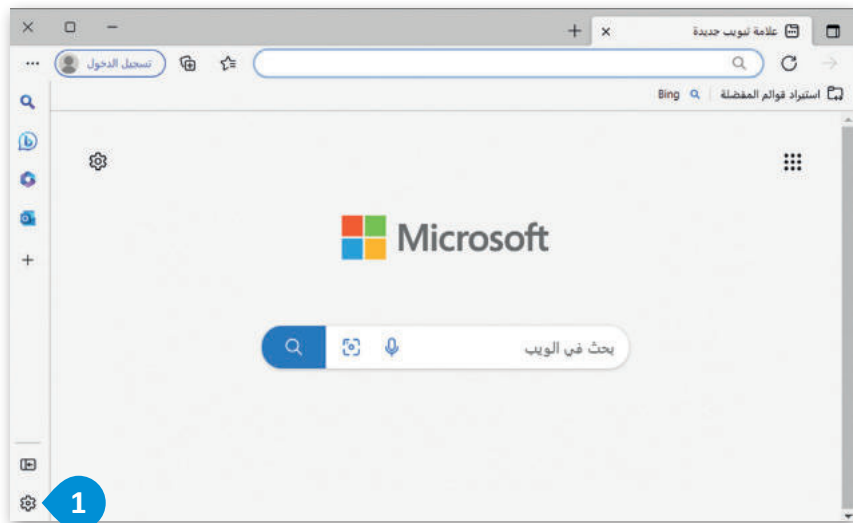 علامة تبويب جديدة
تسجيل الدخول
استيراد قوائم المفضلة
Bing
Microsoft
بحث في الويب
1